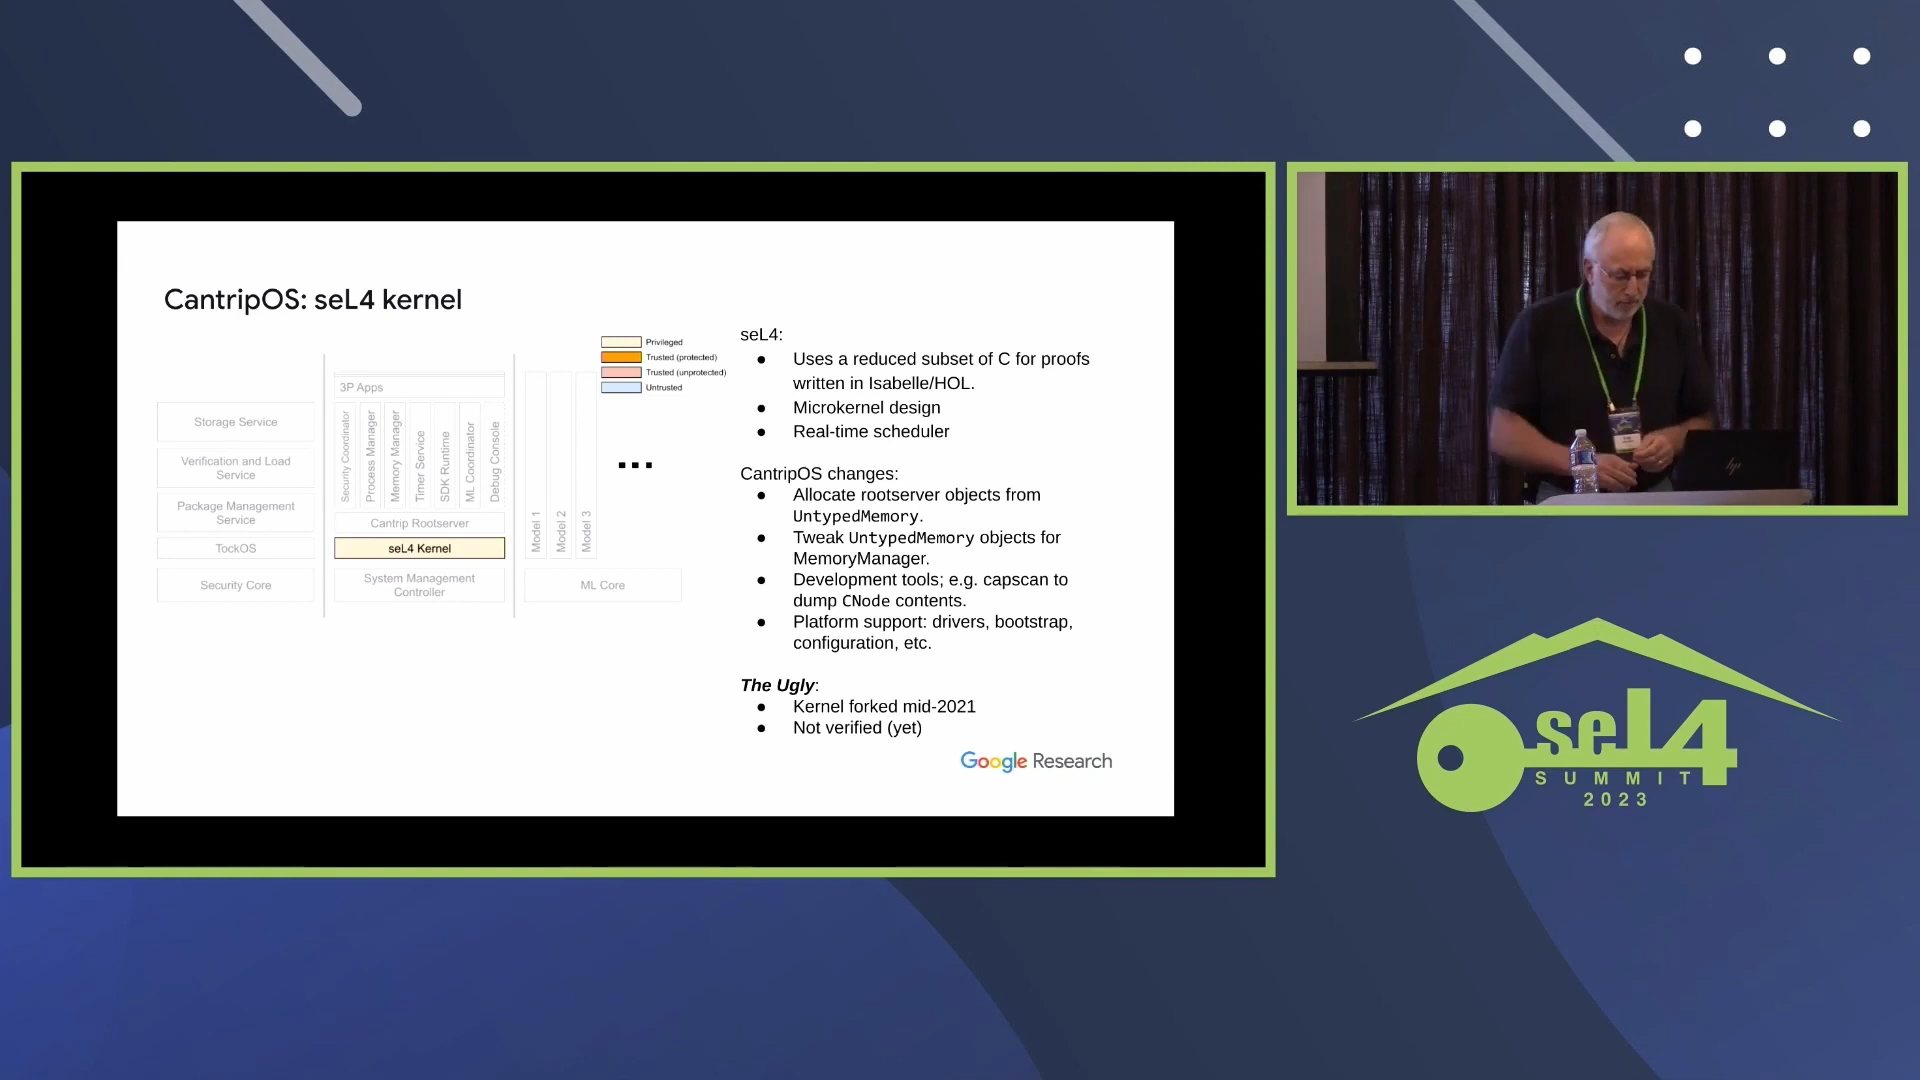 CantripOS: seL4 kernel
Privileged
Trusted (protected)
Trusted (unprotected)
Untrusted
Storage Service
Verification and Load
Service
Package Management
Service
TockOS
Security Core
3P Apps
Security Coordinator
Process Manager
Memory Manager
Timer Service
SDK Runtime
ML Coordinator
Debug Console
Cantrip Rootserver
seL4 Kernel
System Management
Controller
Model 1
Model 2
Model 3
...
ML Core
seL4:
● Uses a reduced subset of C for proofs
written in Isabelle/HOL.
● Microkernel design
● Real-time scheduler
CantripOS changes:
● Allocate rootserver objects from
UntypedMemory.
● Tweak UntypedMemory objects for
MemoryManager.
● Development tools; e.g. capscan to
dump CNode contents.
● Platform support: drivers, bootstrap,
configuration, etc.
The Ugly:
● Kernel forked mid-2021
● Not verified (yet)
Google Research
hp
seL4
SUMMIT
2023